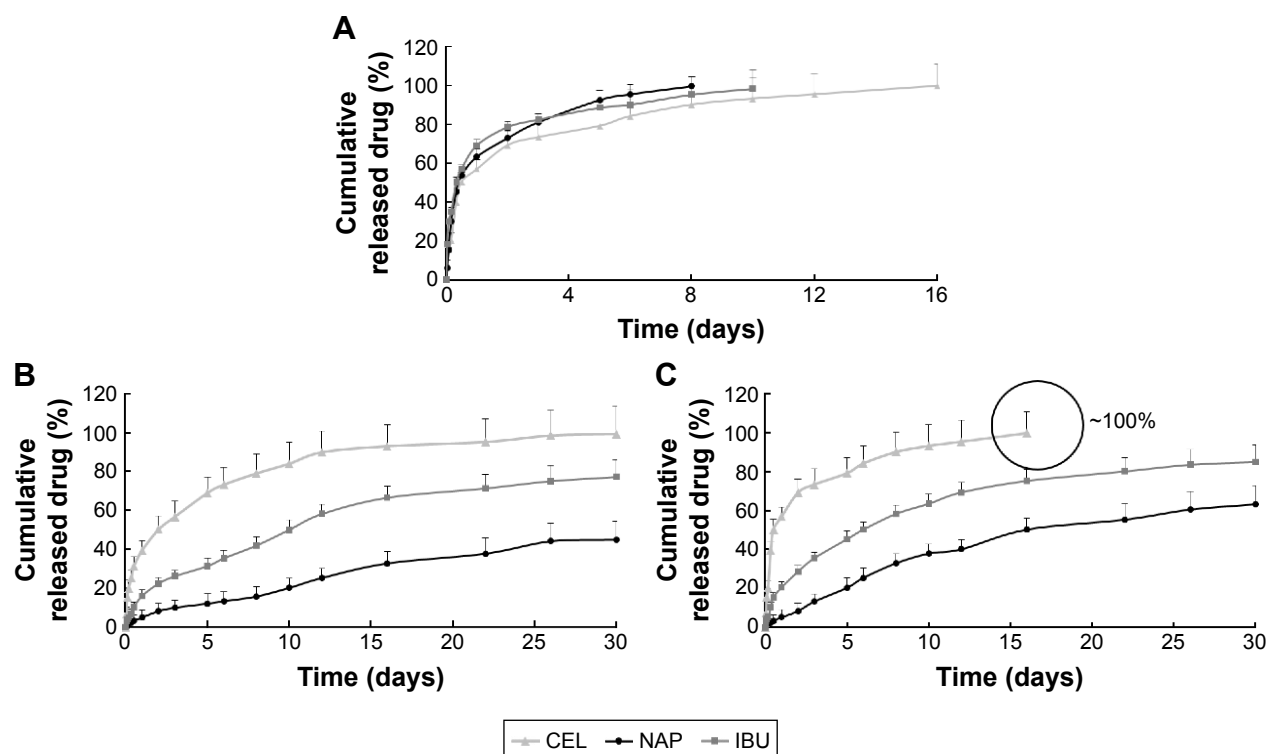 A
120
100
80
60
40
20
0
Cumulative
released drug (%)
0 4 8 12 16
Time (days)
B
120
100
80
60
40
20
0
Cumulative
released drug (%)
0 5 10 15 20 25 30
Time (days)
C
120
100
80
60
40
20
0
Cumulative
released drug (%)
~100%
0 5 10 15 20 25 30
Time (days)
CEL NAP IBU